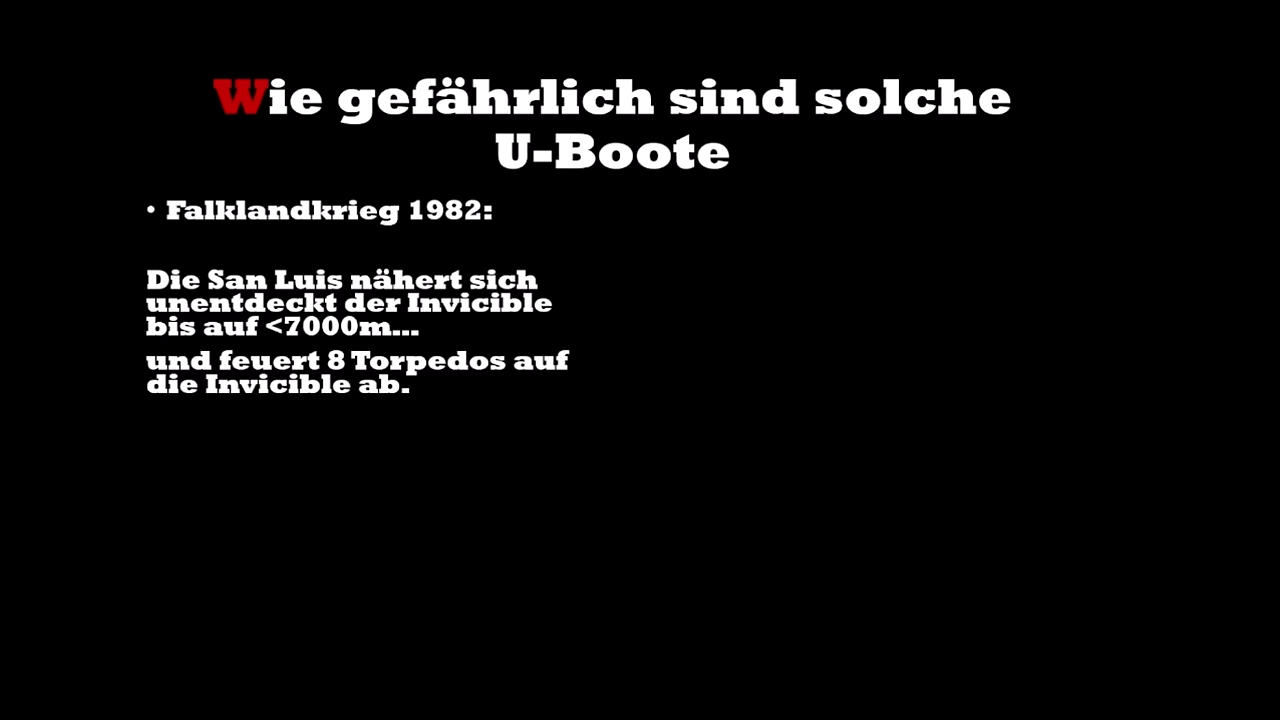 Wie gefährlich sind solche
U-Boote
• Falklandkrieg 1982:
Die San Luis nähert sich
unentdeckt der Invicible
bis auf <7000m...
und feuert 8 Torpedos auf
die Invicible ab.